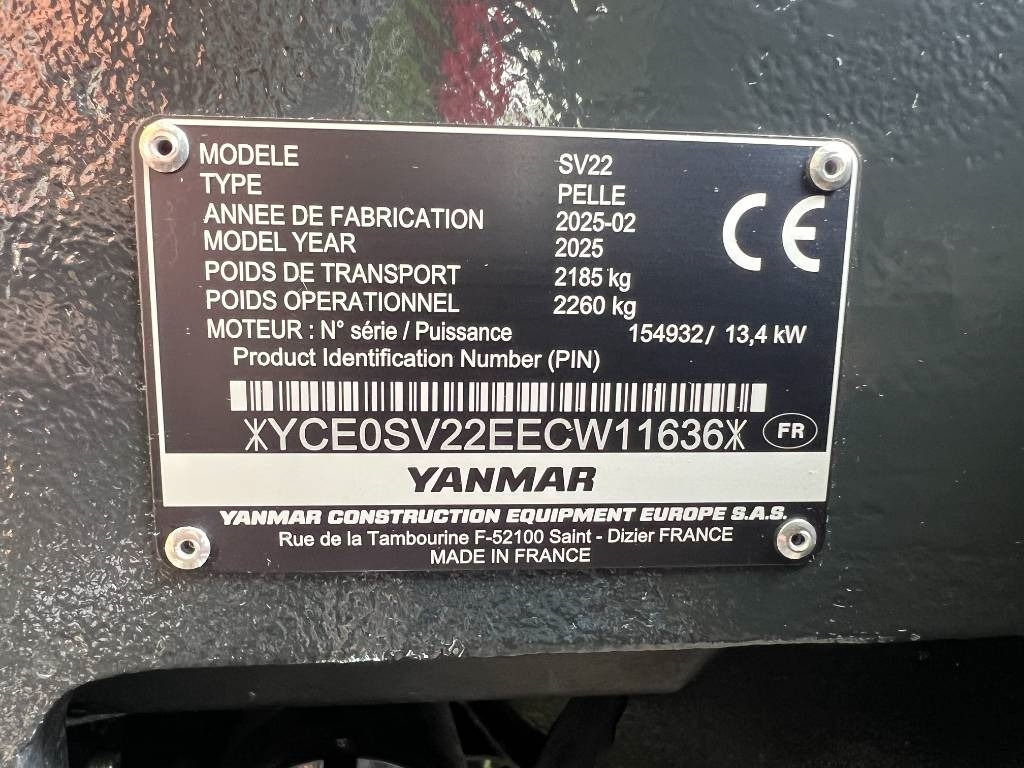 MODELE SV22
TYPE PELLE
ANNEE DE FABRICATION 2025-02
MODEL YEAR 2025
POIDS DE TRANSPORT 2185 kg
POIDS OPERATIONNEL 2260 kg
MOTEUR : N° série / Puissance 154932 / 13,4 kW
Product Identification Number (PIN)
CE
*YCE0SV22EECW11636* FR
YANMAR
YANMAR CONSTRUCTION EQUIPMENT EUROPE S.A.S.
Rue de la Tambourine F-52100 Saint - Dizier FRANCE
MADE IN FRANCE